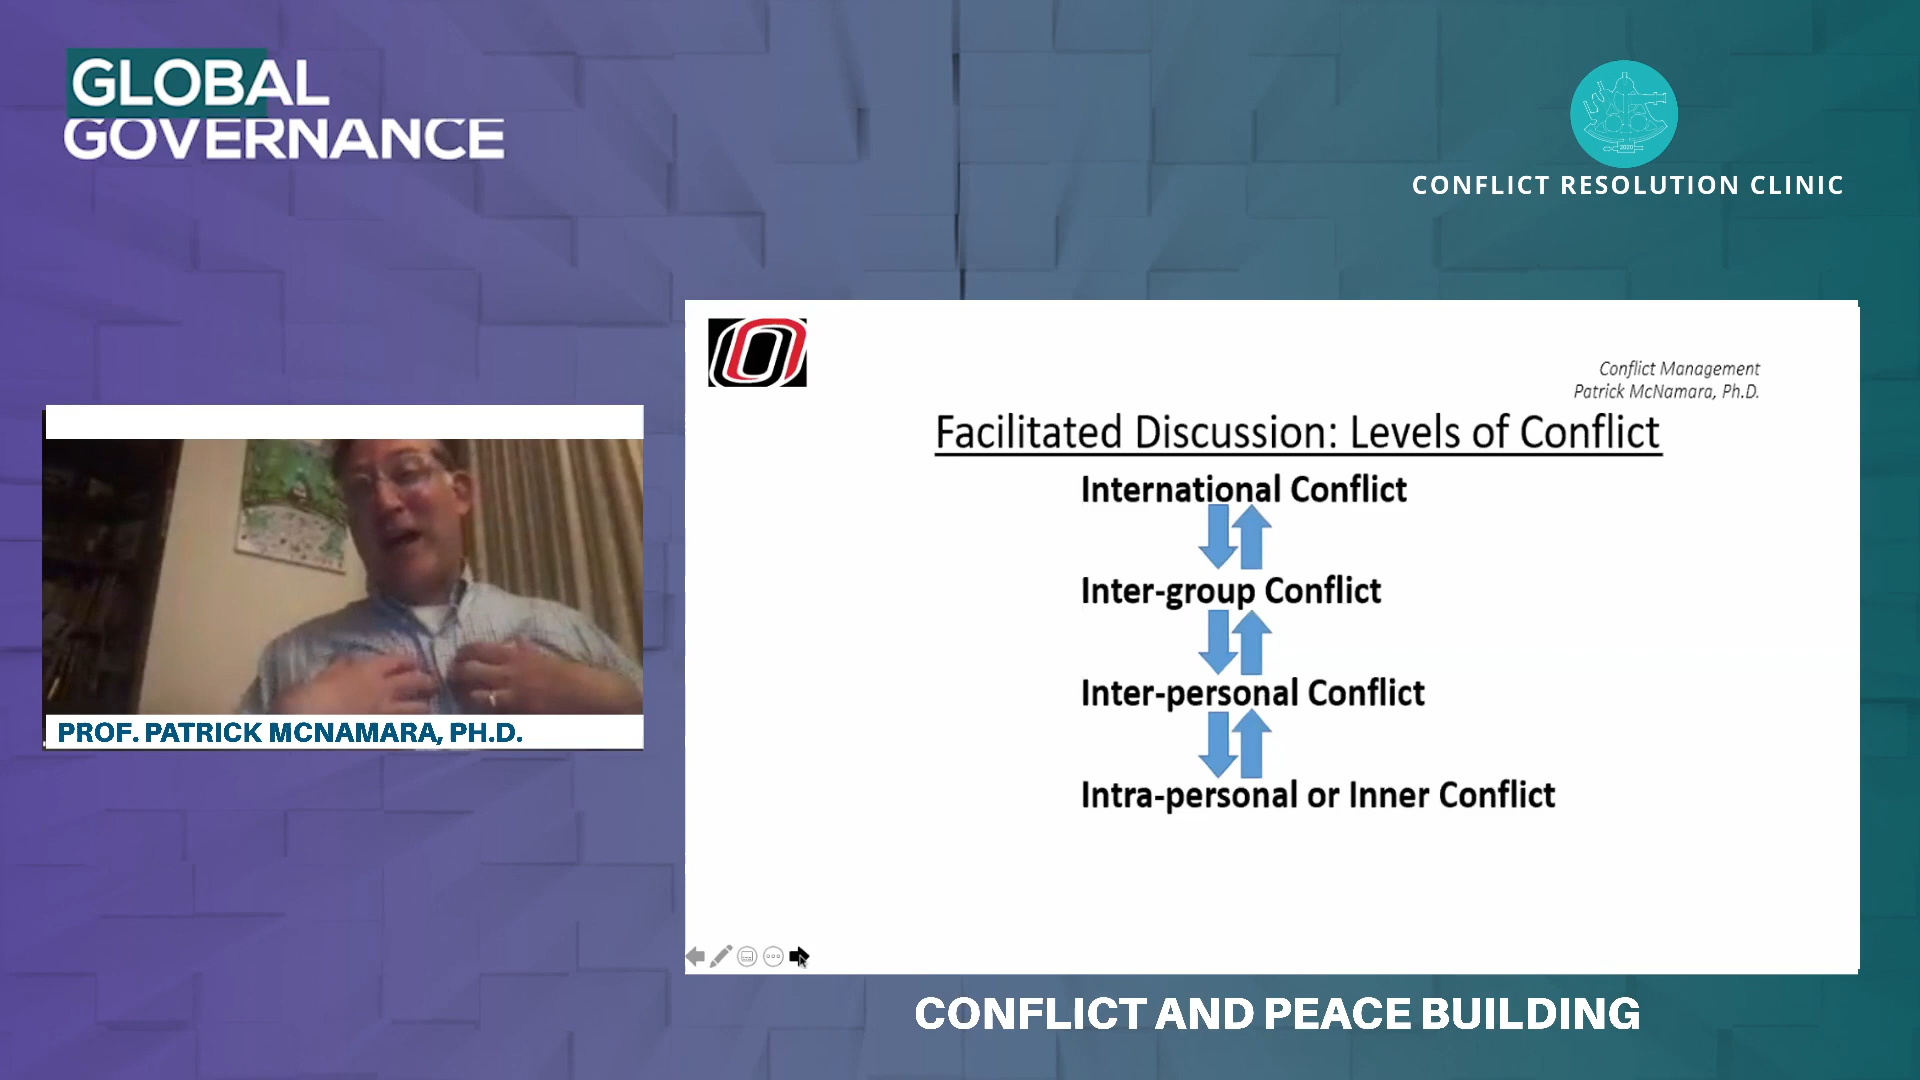 GLOBAL
GOVERNANCE
2020
CONFLICT RESOLUTION CLINIC
Conflict Management
Patrick McNamara, Ph.D.
Facilitated Discussion: Levels of Conflict
International Conflict
Inter-group Conflict
Inter-personal Conflict
Intra-personal or Inner Conflict
PROF. PATRICK MCNAMARA, PH.D.
CONFLICT AND PEACE BUILDING